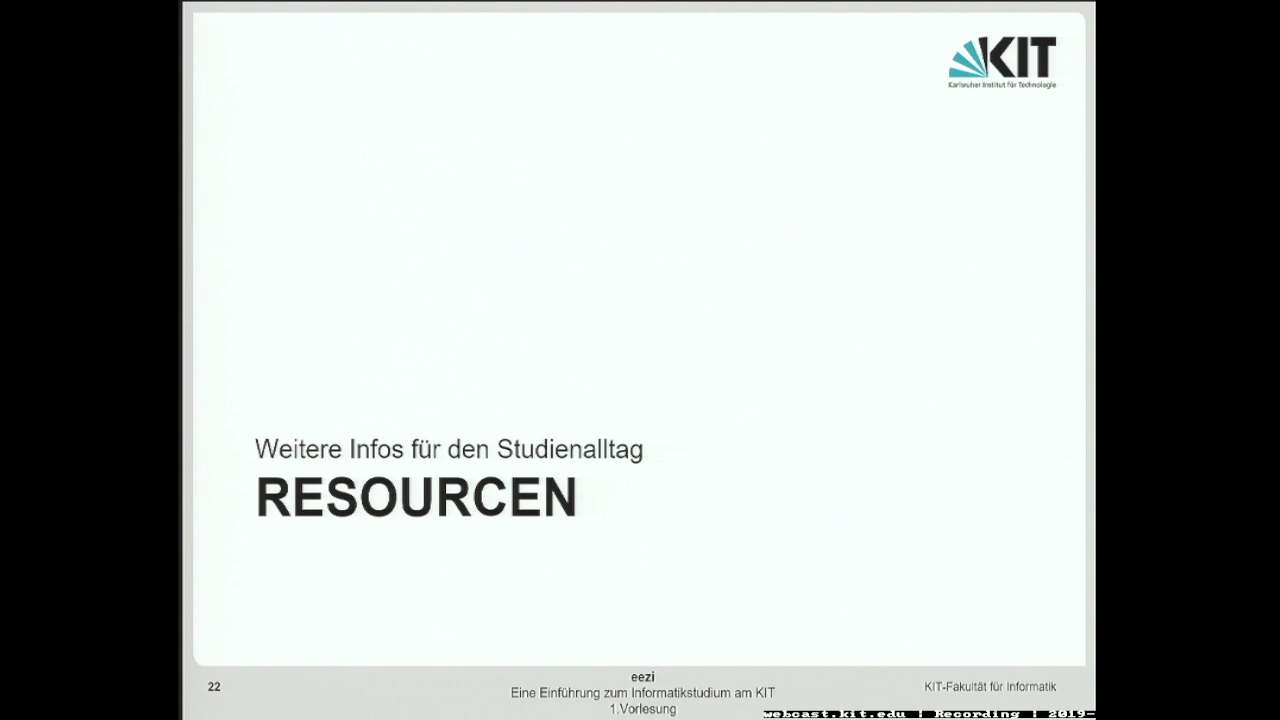 KIT
Karlsruher Institut für Technologie
Weitere Infos für den Studienalltag
RESOURCEN
22
eezi
Eine Einführung zum Informatikstudium am KIT
1.Vorlesung
KIT-Fakultät für Informatik
webcast.kit.edu | Recording | 2019-